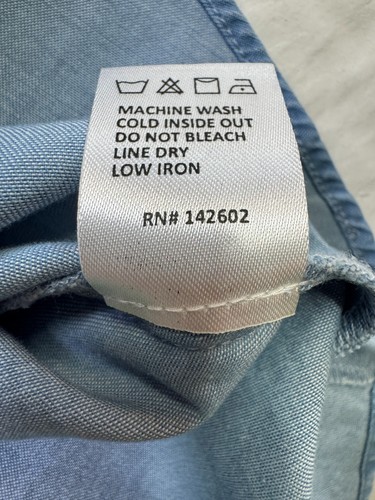 MACHINE WASH
COLD INSIDE OUT
DO NOT BLEACH
LINE DRY
LOW IRON
RN# 142602